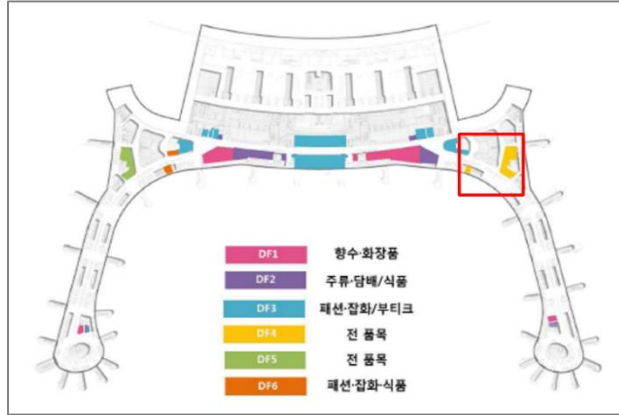 DF1 향수·화장품
DF2 주류·담배/식품
DF3 패션·잡화/부티크
DF4 전 품목
DF5 전 품목
DF6 패션·잡화·식품